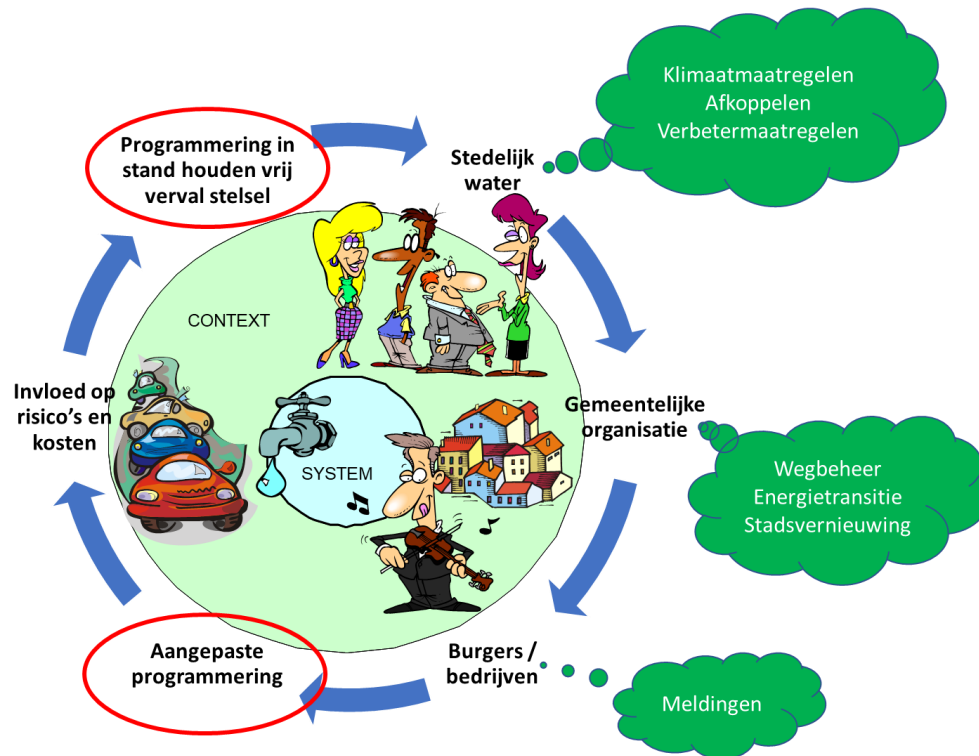 Klimaatmaatregelen
Afkoppelen
Verbetermaatregelen
Programmering in
stand houden vrij
verval stelsel
Stedelijk
water
CONTEXT
Invloed op
risico's en
kosten
Gemeentelijke
organisatie
SYSTEM
Wegbeheer
Energietransitie
Stadsvernieuwing
Aangepaste
programmering
Burgers /
bedrijven
Meldingen